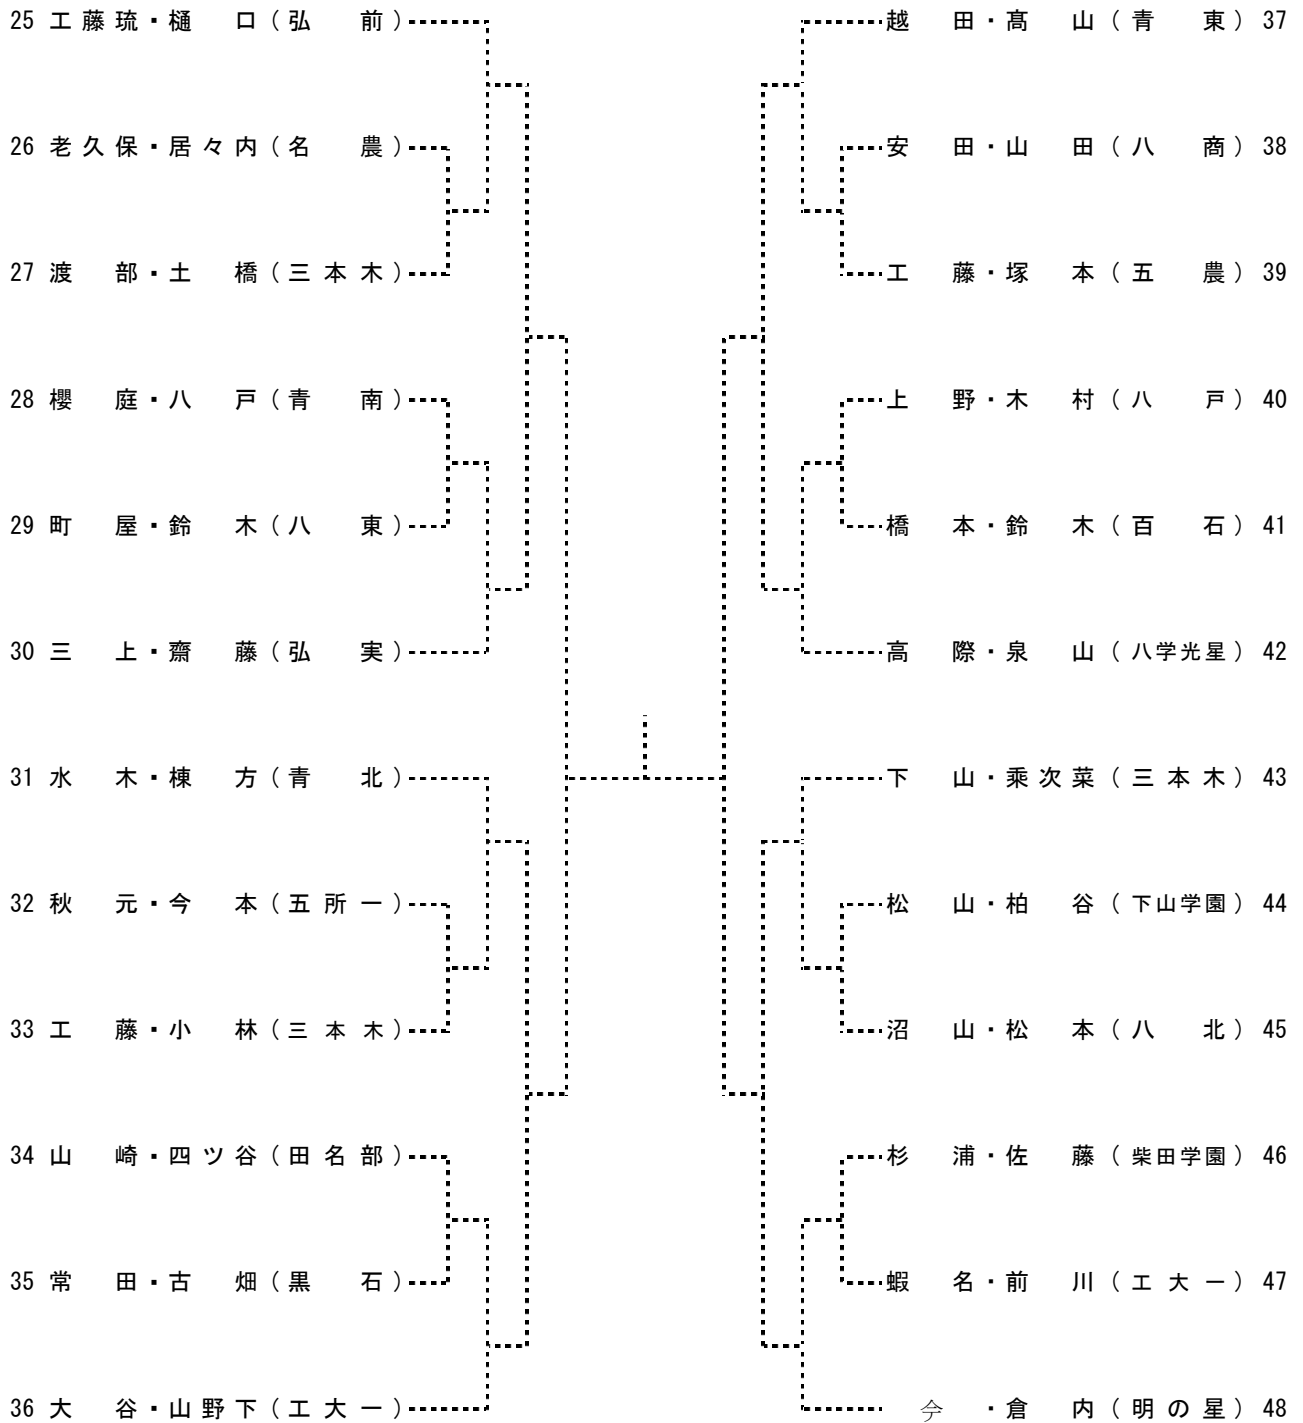 25 工藤琉・樋口（弘前）
26 老久保・居々内（名農）
27 渡部・土橋（三本木）
28 櫻庭・八戸（青南）
29 町屋・鈴木（八東）
30 三上・齋藤（弘実）
31 水木・棟方（青北）
32 秋元・今本（五所一）
33 工藤・小林（三本木）
34 山崎・四ツ谷（田名部）
35 常田・古畑（黒石）
36 大谷・山野下（工大一）
越田・髙山（青東）37
安田・山田（八商）38
工藤・塚本（五農）39
上野・木村（八戸）40
橋本・鈴木（百石）41
高際・泉山（八学光星）42
下山・乘次菜（三本木）43
松山・柏谷（下山学園）44
沼山・松本（八北）45
杉浦・佐藤（柴田学園）46
蝦名・前川（工大一）47
今・倉内（明の星）48